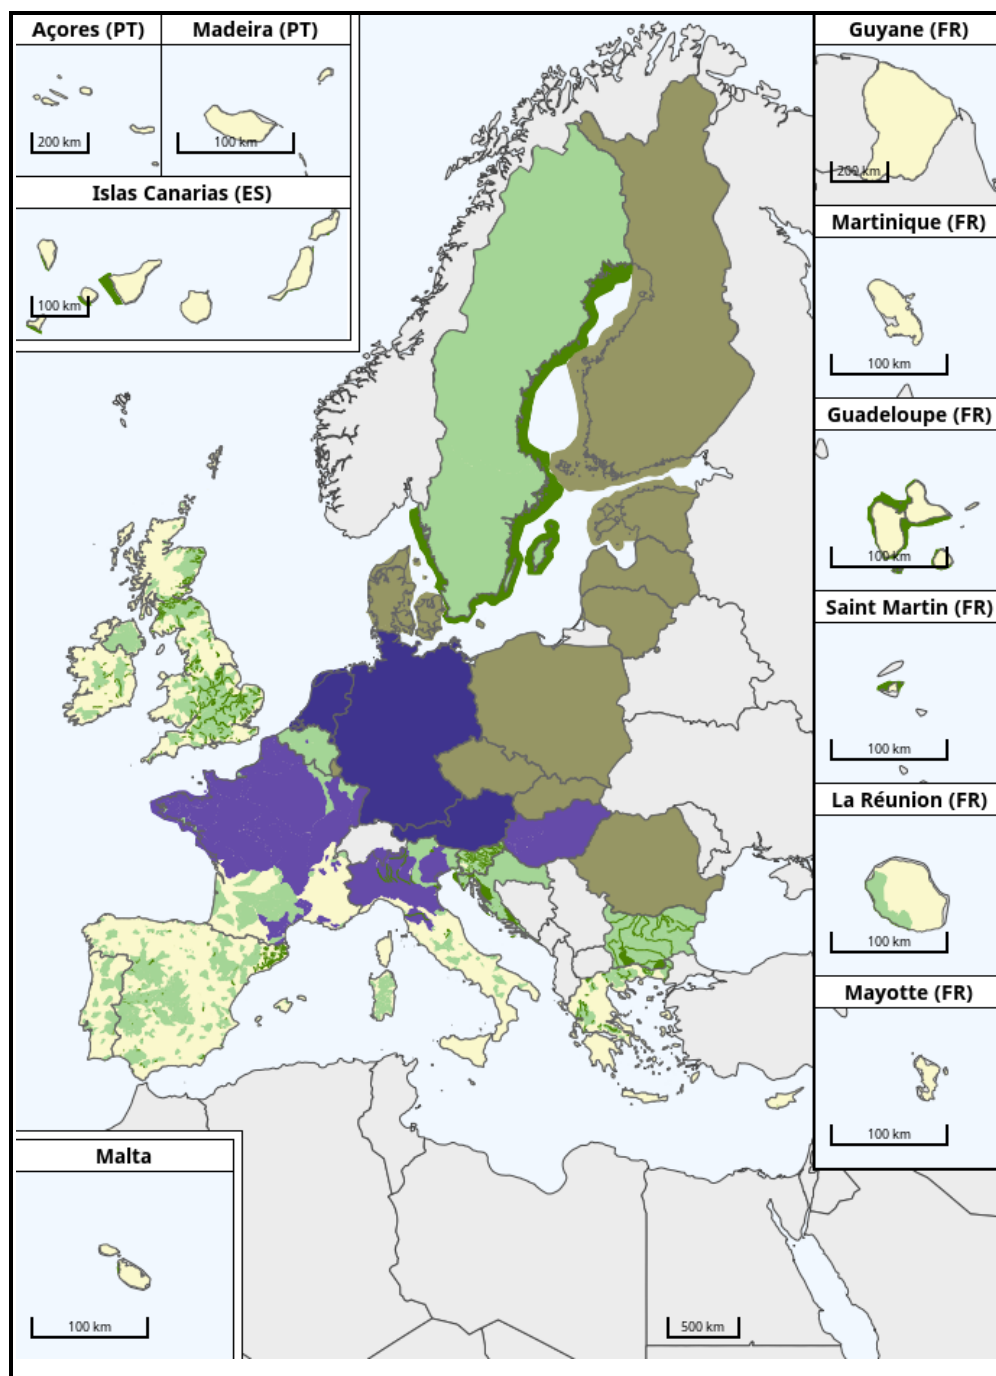 Açores (PT)
Madeira (PT)
200 km
100 km
Islas Canarias (ES)
100 km
Guyane (FR)
200 km
Martinique (FR)
100 km
Guadeloupe (FR)
100 km
Saint Martin (FR)
100 km
La Réunion (FR)
100 km
Mayotte (FR)
100 km
Malta
100 km
500 km